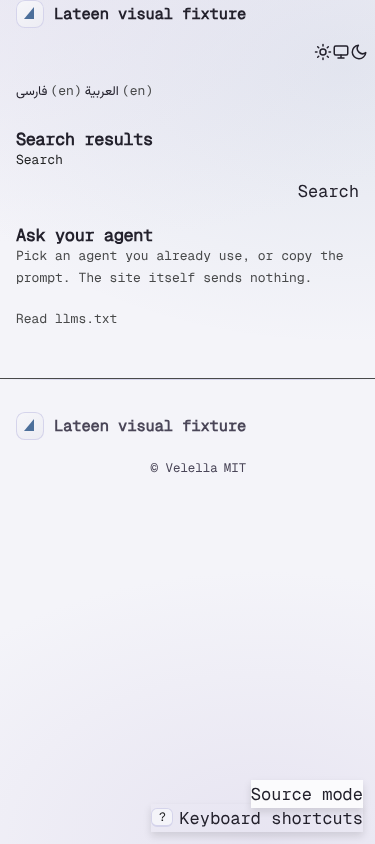 Lateen visual fixture
فارسی (en) العربية (en)
Search results
Search
Search
Ask your agent
Pick an agent you already use, or copy the
prompt. The site itself sends nothing.
Read llms.txt
Lateen visual fixture
© Velella MIT
Source mode
? Keyboard shortcuts